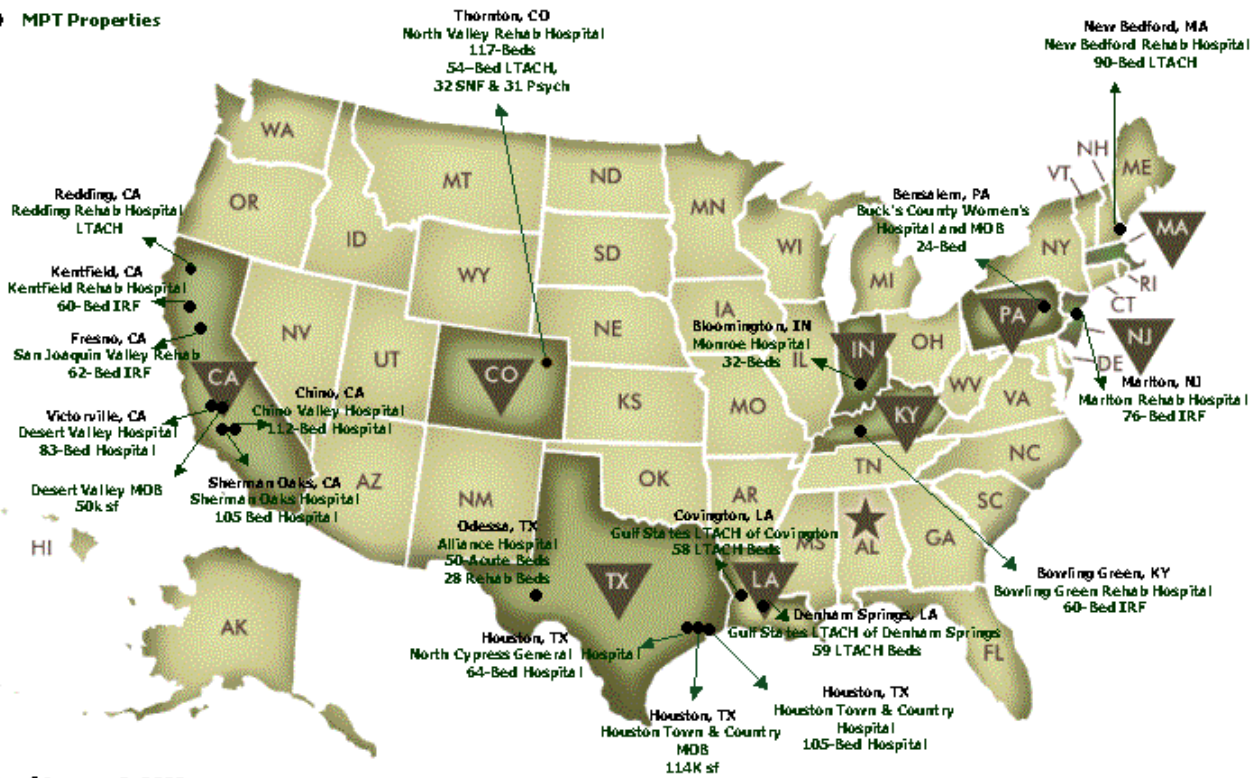 MPT Properties
Thornton, CO
North Valley Rehab Hospital
117-Beds
54-Bed LTACH,
32 SNF & 31 Psych
New Bedford, MA
New Bedford Rehab Hospital
90-Bed LTACH
Redding, CA
Redding Rehab Hospital
LTACH
Kentfield, CA
Kentfield Rehab Hospital
60-Bed IRF
Fresno, CA
San Joaquin Valley Rehab
62-Bed IRF
Victorville, CA
Desert Valley Hospital
83-Bed Hospital
Desert Valley MOB
50k sf
Chino, CA
Chino Valley Hospital
112-Bed Hospital
Sherman Oaks, CA
Sherman Oaks Hospital
105 Bed Hospital
Bensalem, PA
Buck's County Women's
Hospital and MOB
24-Bed
Bloomington, IN
Monroe Hospital
32-Beds
Marlton, NJ
Marlton Rehab Hospital
76-Bed IRF
Odessa, TX
Alliance Hospital
50-Acute Beds
28 Rehab Beds
Covington, LA
Gulf States LTACH of Covington
58 LTACH Beds
Bowling Green, KY
Bowling Green Rehab Hospital
60-Bed IRF
Denham Springs, LA
Gulf States LTACH of Denham Springs
59 LTACH Beds
Houston, TX
North Cypress General Hospital
64-Bed Hospital
Houston, TX
Houston Town & Country
MOB
114K sf
Houston, TX
Houston Town & Country
Hospital
105-Bed Hospital
WA
OR
ID
MT
ND
SD
MN
WI
MI
NY
VT
NH
ME
MA
RI
CT
NJ
DE
PA
OH
IN
IL
IA
NE
WY
NV
UT
CO
CA
KS
MO
KY
WV
VA
NC
TN
SC
GA
AL
MS
AR
OK
NM
AZ
TX
LA
FL
HI
AK